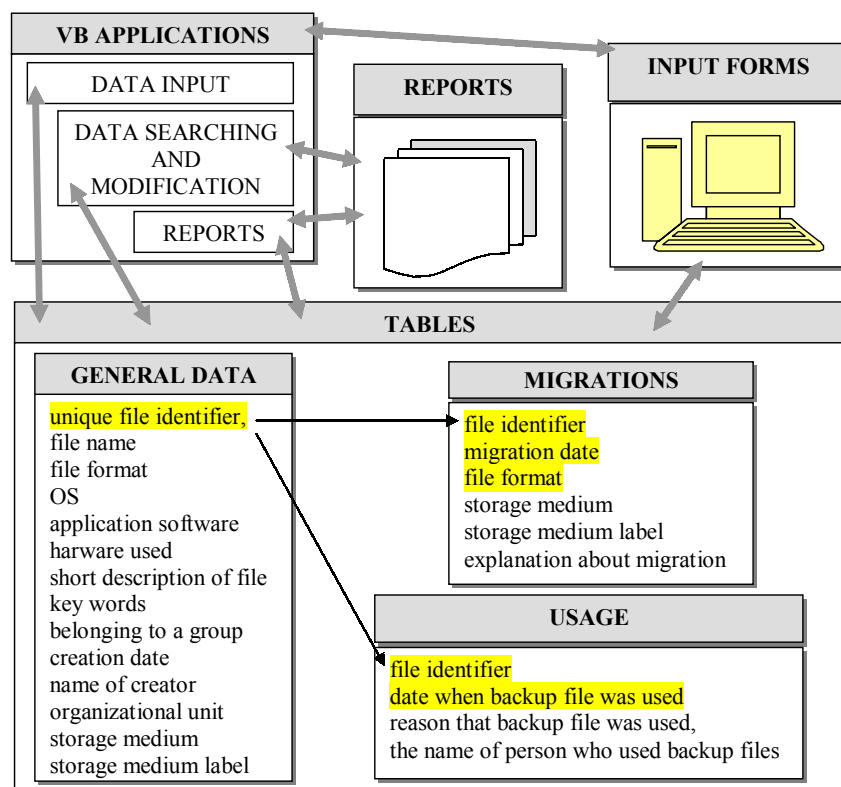 VB APPLICATIONS
DATA INPUT
DATA SEARCHING
AND
MODIFICATION
REPORTS
REPORTS
INPUT FORMS
TABLES
GENERAL DATA
unique file identifier,
file name
file format
OS
application software
harware used
short description of file
key words
belonging to a group
creation date
name of creator
organizational unit
storage medium
storage medium label
MIGRATIONS
file identifier
migration date
file format
storage medium
storage medium label
explanation about migration
USAGE
file identifier
date when backup file was used
reason that backup file was used,
the name of person who used backup files